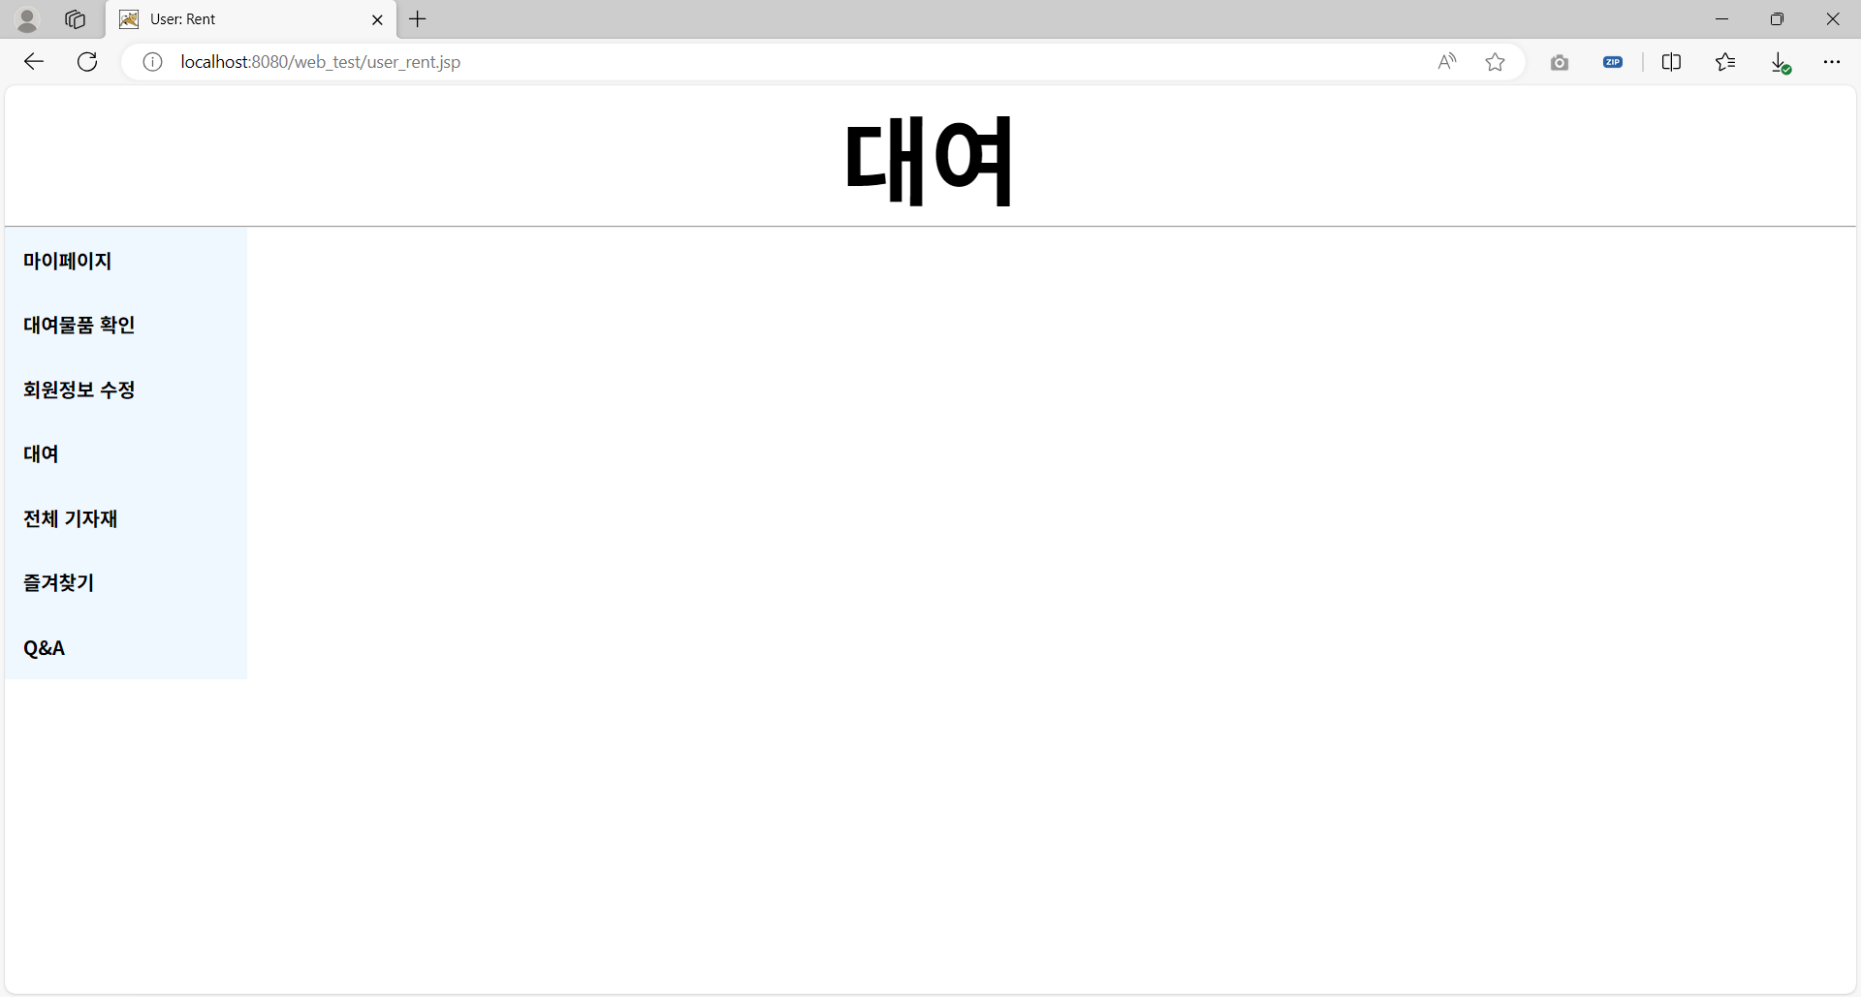 User: Rent
localhost:8080/web_test/user_rent.jsp
ZIP
대여
마이페이지
대여물품 확인
회원정보 수정
대여
전체 기자재
즐겨찾기
Q&A